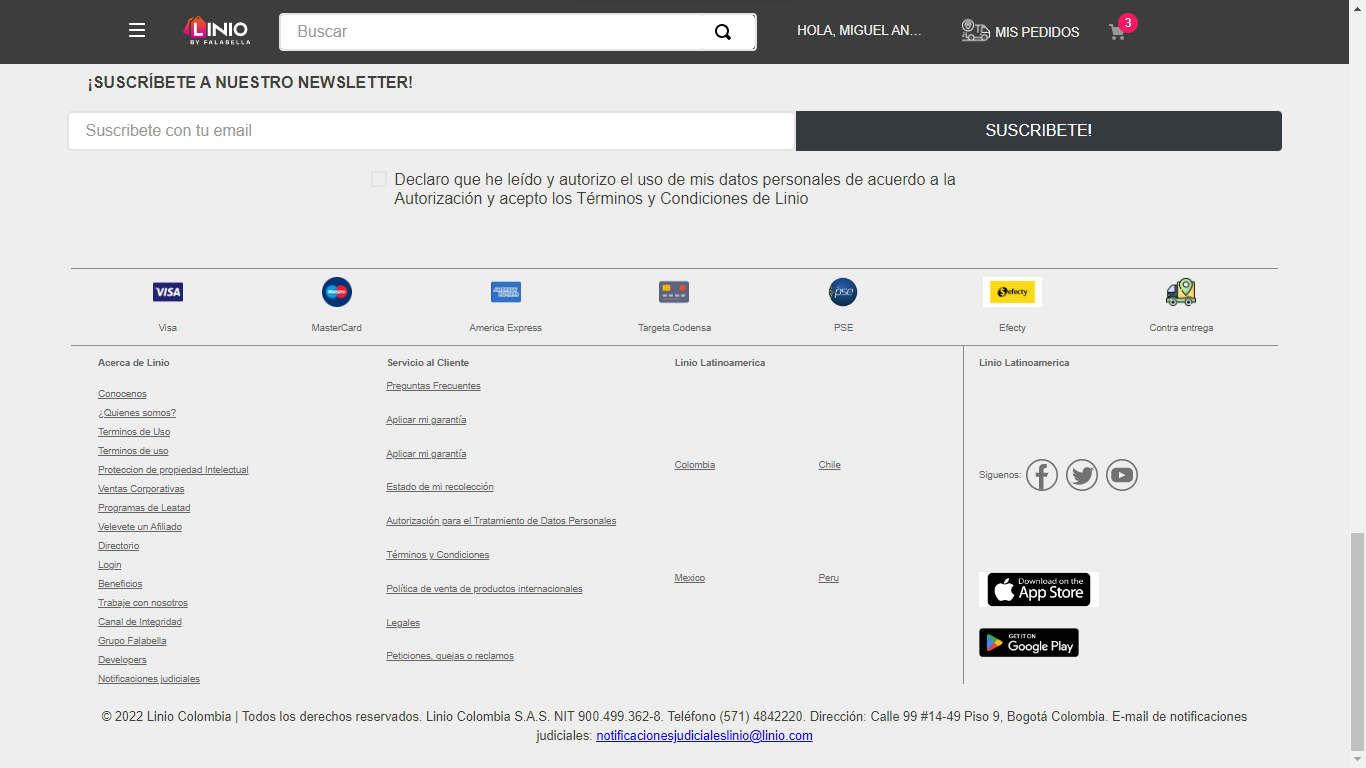 LINIO
BY FALABELLA
Buscar
HOLA, MIGUEL AN...
MIS PEDIDOS
3
¡SUSCRÍBETE A NUESTRO NEWSLETTER!
Suscribete con tu email
SUSCRIBETE!
Declaro que he leído y autorizo el uso de mis datos personales de acuerdo a la
Autorización y acepto los Términos y Condiciones de Linio
VISA
Maestro
AMERICAN EXPRESS
pse
Efecty
Visa
MasterCard
America Express
Targeta Codensa
PSE
Efecty
Contra entrega
Acerca de Linio
Conocenos
¿Quienes somos?
Terminos de Uso
Terminos de uso
Proteccion de propiedad Intelectual
Ventas Corporativas
Programas de Leatad
Velevete un Afiliado
Directorio
Login
Beneficios
Trabaje con nosotros
Canal de Integridad
Grupo Falabella
Developers
Notificaciones judiciales
Servicio al Cliente
Preguntas Frecuentes
Aplicar mi garantía
Aplicar mi garantía
Estado de mi recolección
Autorización para el Tratamiento de Datos Personales
Términos y Condiciones
Política de venta de productos internacionales
Legales
Peticiones, quejas o reclamos
Linio Latinoamerica
Colombia
Chile
Mexico
Peru
Linio Latinoamerica
Siguenos:
Download on the
App Store
GET IT ON
Google Play
© 2022 Linio Colombia | Todos los derechos reservados. Linio Colombia S.A.S. NIT 900.499.362-8. Teléfono (571) 4842220. Dirección: Calle 99 #14-49 Piso 9, Bogotá Colombia. E-mail de notificaciones
judiciales: notificacionesjudicialeslinio@linio.com